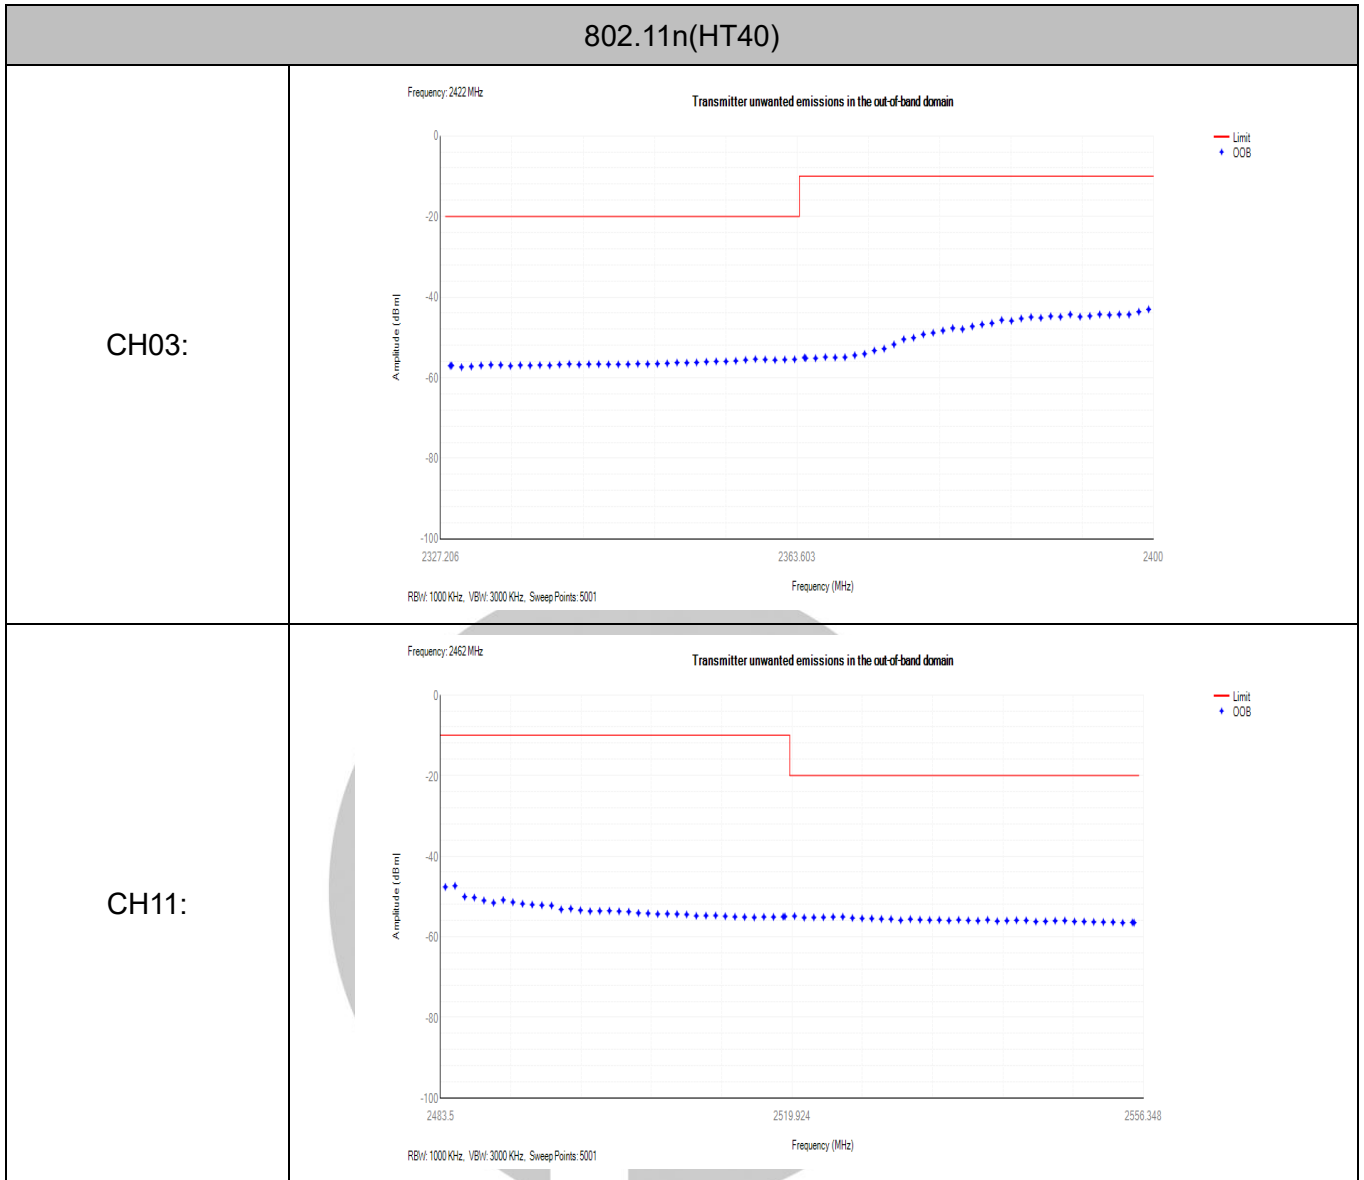 802.11n(HT40)
CH03:
Frequency: 2422 MHz
Transmitter unwanted emissions in the out-of-band domain
Limit
OOB
0
-20
-40
-60
-80
-100
Amplitude (dBm)
2327.206
2363.603
2400
Frequency (MHz)
RBW: 1000 KHz, VBW: 3000 KHz, Sweep Points: 5001
CH11:
Frequency: 2462 MHz
Transmitter unwanted emissions in the out-of-band domain
Limit
OOB
0
-20
-40
-60
-80
-100
Amplitude (dBm)
2483.5
2519.924
2556.348
Frequency (MHz)
RBW: 1000 KHz, VBW: 3000 KHz, Sweep Points: 5001